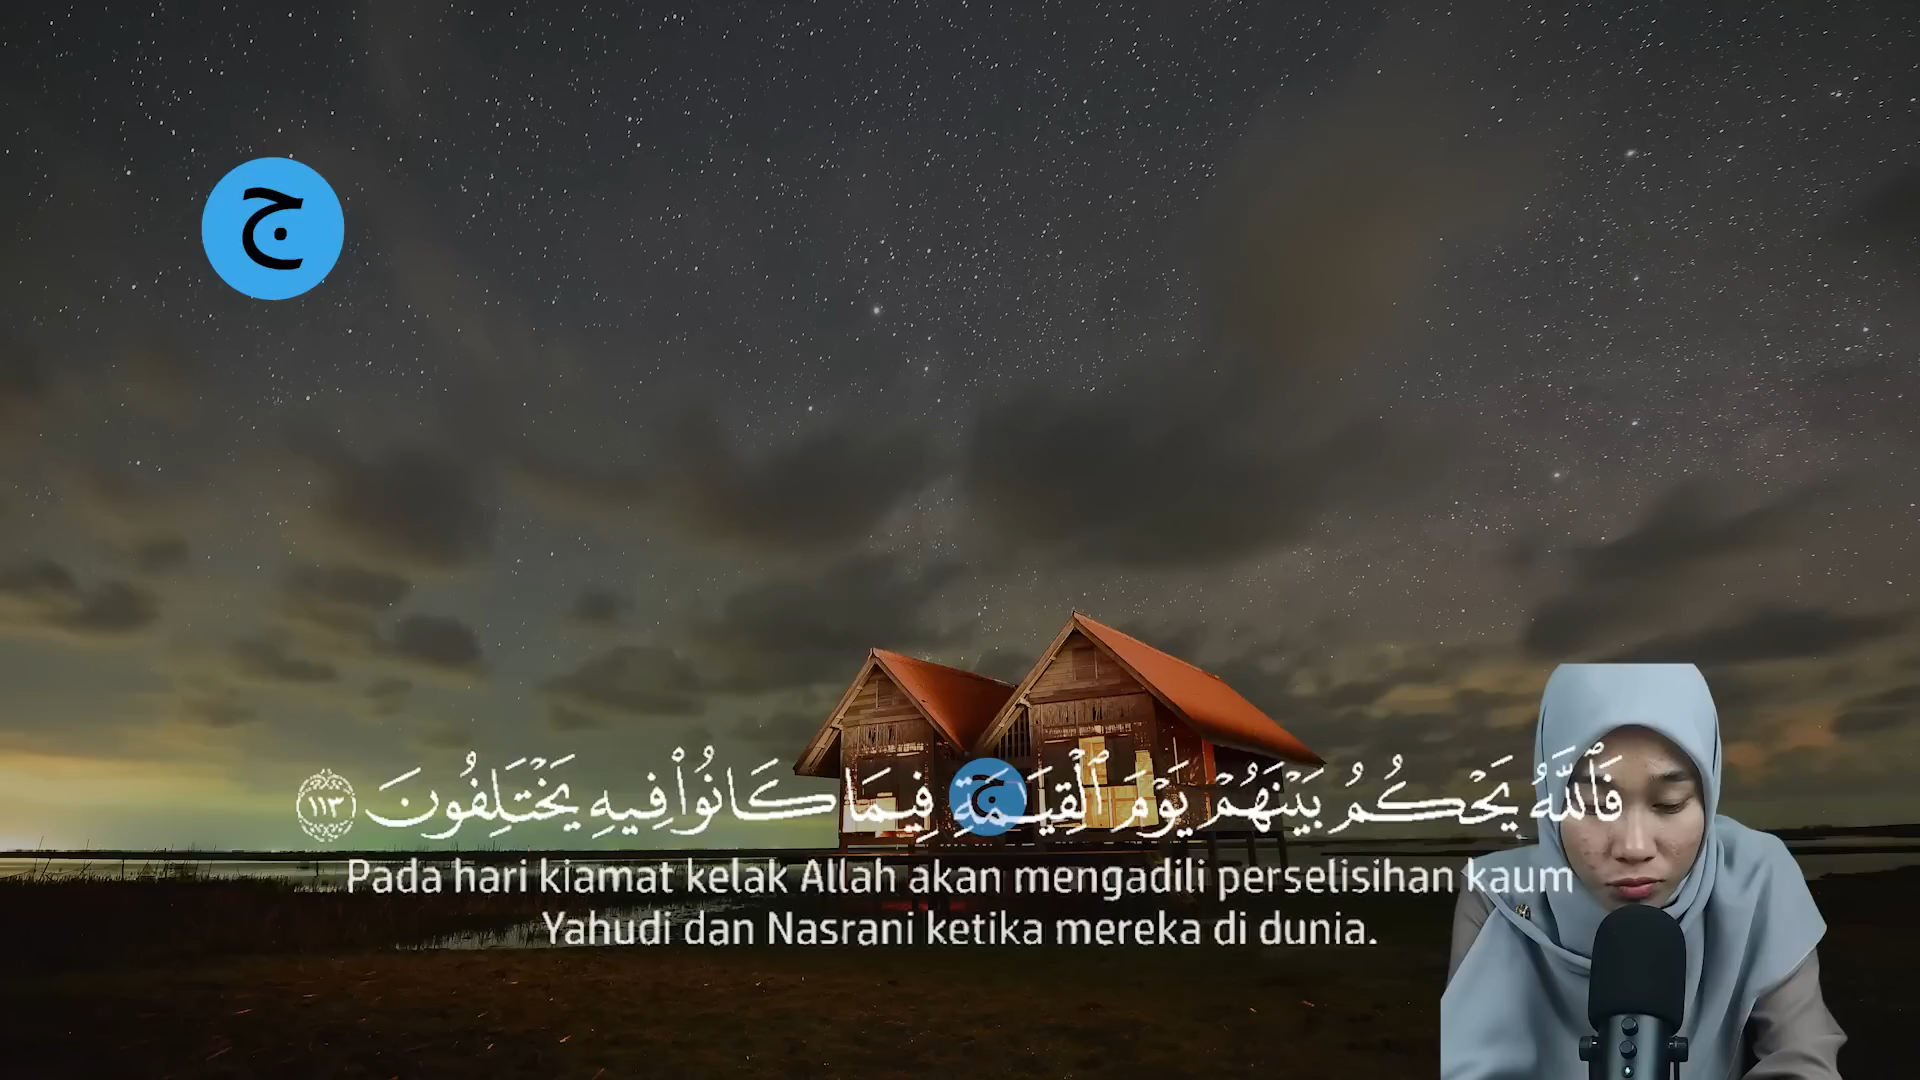 ج
فَٱللَّهُ يَحْكُمُ بَيْنَهُمْ يَوْمَ ٱلْقِيَٰمَةِ ج فِيمَا كَانُوا۟ فِيهِ يَخْتَلِفُونَ ١١٣
Pada hari kiamat kelak Allah akan mengadili perselisihan kaum
Yahudi dan Nasrani ketika mereka di dunia.